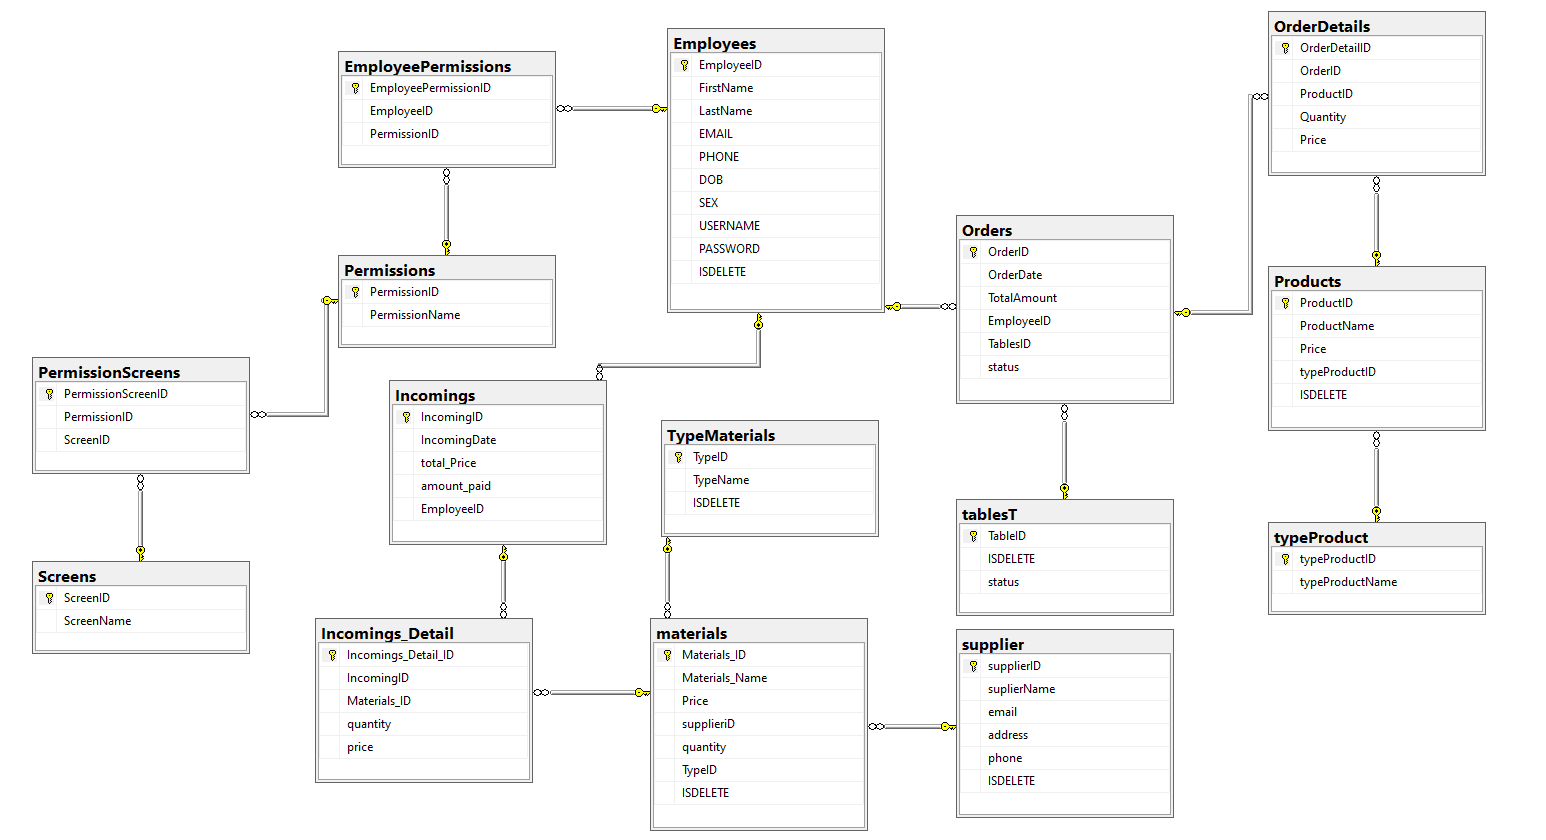 EmployeePermissions
EmployeePermissionID
EmployeeID
PermissionID
Employees
EmployeeID
FirstName
LastName
EMAIL
PHONE
DOB
SEX
USERNAME
PASSWORD
ISDELETE
OrderDetails
OrderDetailID
OrderID
ProductID
Quantity
Price
Permissions
PermissionID
PermissionName
Orders
OrderID
OrderDate
TotalAmount
EmployeeID
TablesID
status
Products
ProductID
ProductName
Price
typeProductID
ISDELETE
PermissionScreens
PermissionScreenID
PermissionID
ScreenID
Incomings
IncomingID
IncomingDate
total_Price
amount_paid
EmployeeID
TypeMaterials
TypeID
TypeName
ISDELETE
tablesT
TableID
ISDELETE
status
typeProduct
typeProductID
typeProductName
Screens
ScreenID
ScreenName
Incomings_Detail
Incomings_Detail_ID
IncomingID
Materials_ID
quantity
price
materials
Materials_ID
Materials_Name
Price
supplieriD
quantity
TypeID
ISDELETE
supplier
supplierID
suplierName
email
address
phone
ISDELETE